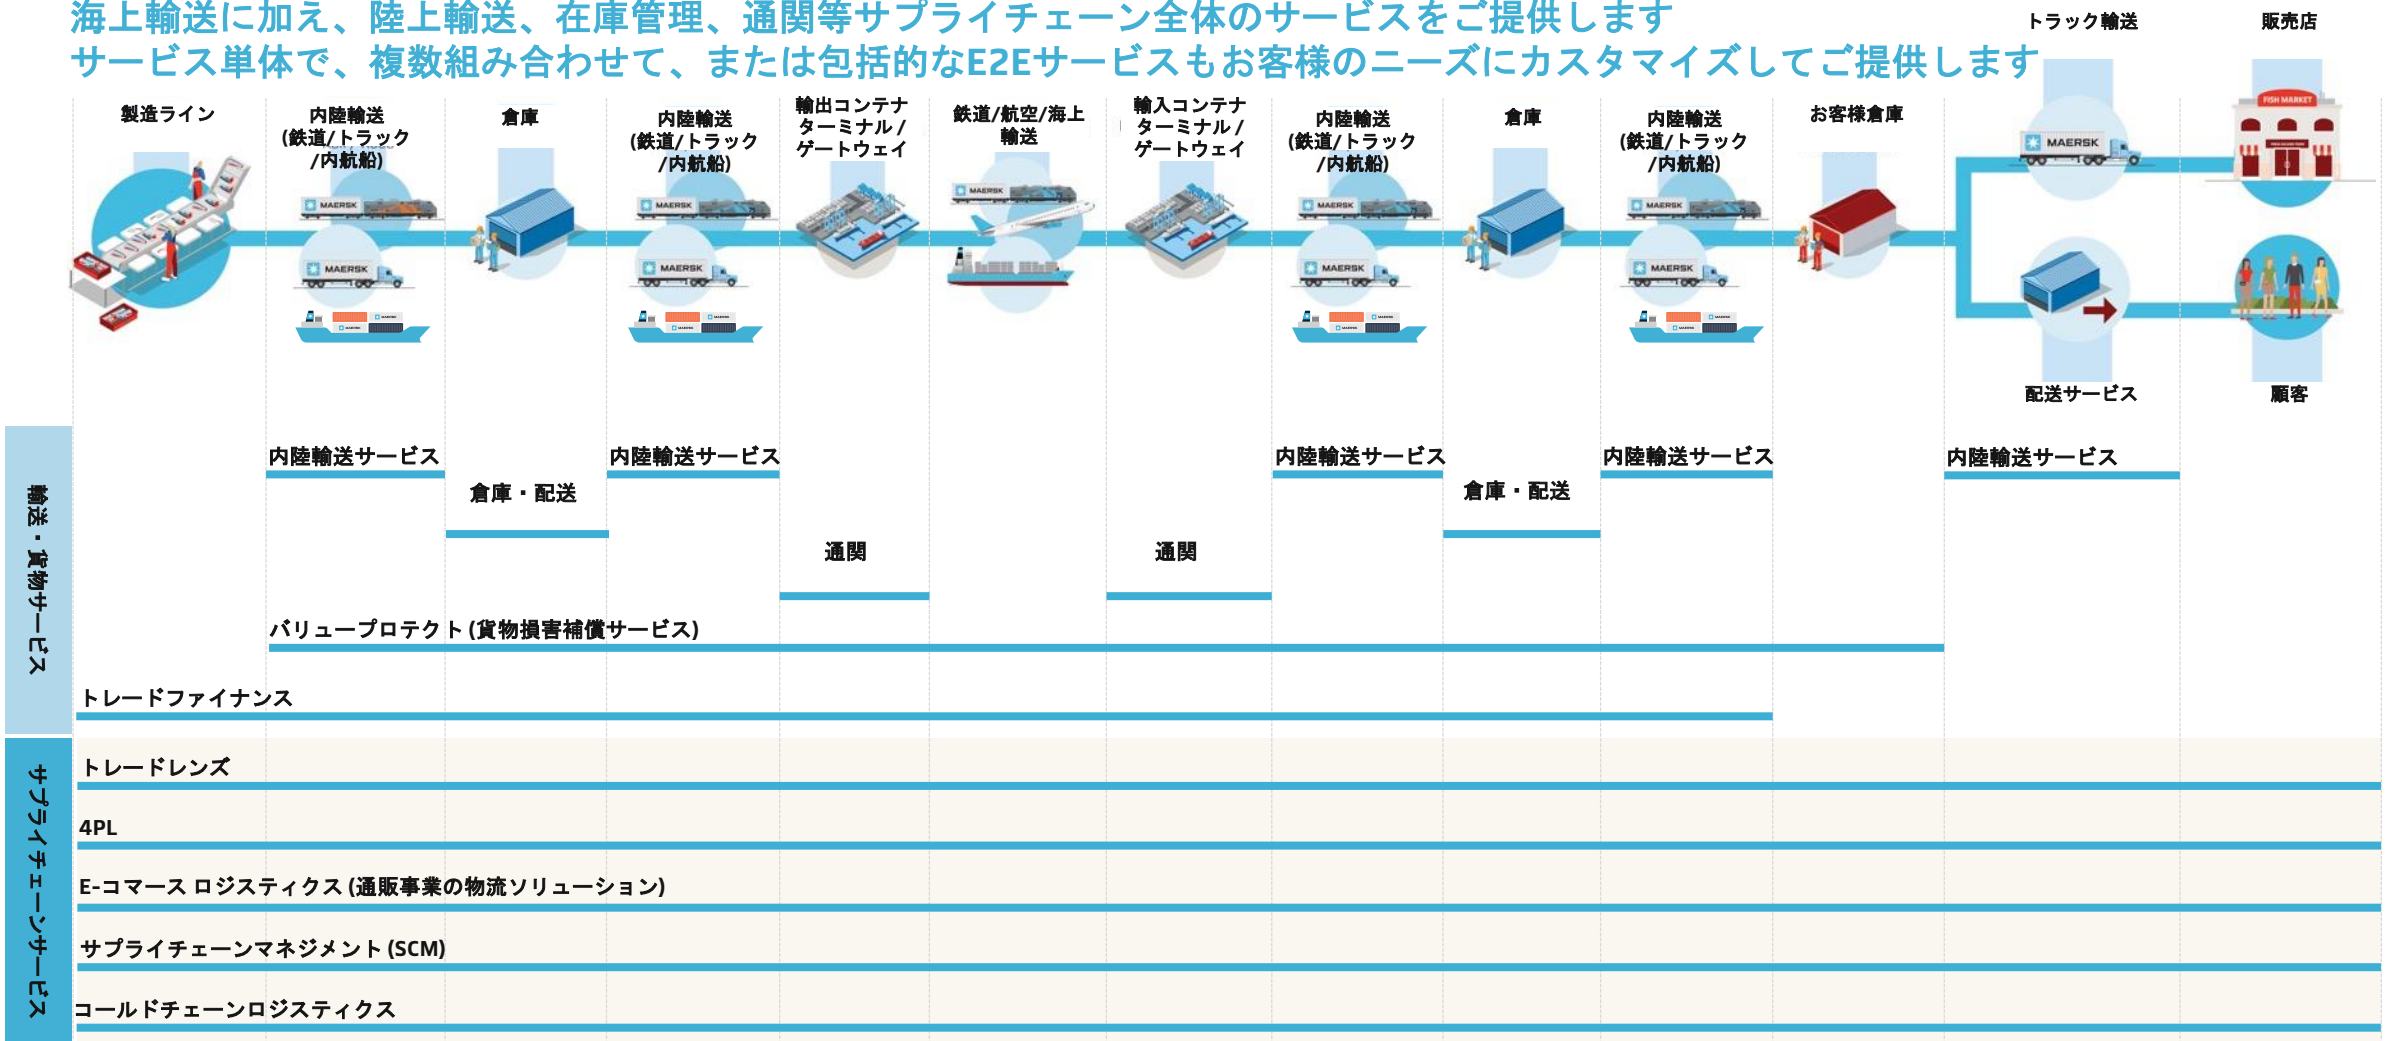 海上輸送に加え、陸上輸送、在庫管理、通関等サプライチェーン全体のサービスをご提供します
サービス単体で、複数組み合わせて、または包括的なE2Eサービスもお客様のニーズにカスタマイズしてご提供します
製造ライン
内陸輸送
(鉄道/トラック
/内航船)
倉庫
内陸輸送
(鉄道/トラック
/内航船)
輸出コンテナ
ターミナル /
ゲートウェイ
鉄道/航空/海上
輸送
輸入コンテナ
ターミナル /
ゲートウェイ
内陸輸送
(鉄道/トラック
/内航船)
倉庫
内陸輸送
(鉄道/トラック
/内航船)
お客様倉庫
トラック輸送
販売店
FISH MARKET
MAERSK
MAERSK
MAERSK
MAERSK
MAERSK
MAERSK
MAERSK
MAERSK
MAERSK
MAERSK
配送サービス
顧客
輸送・貨物サービス
内陸輸送サービス
内陸輸送サービス
内陸輸送サービス
内陸輸送サービス
内陸輸送サービス
倉庫・配送
倉庫・配送
通関
通関
バリュープロテクト (貨物損害補償サービス)
トレードファイナンス
サプライチェーンサービス
トレードレンズ
4PL
E-コマース ロジスティクス (通販事業の物流ソリューション)
サプライチェーンマネジメント (SCM)
コールドチェーンロジスティクス